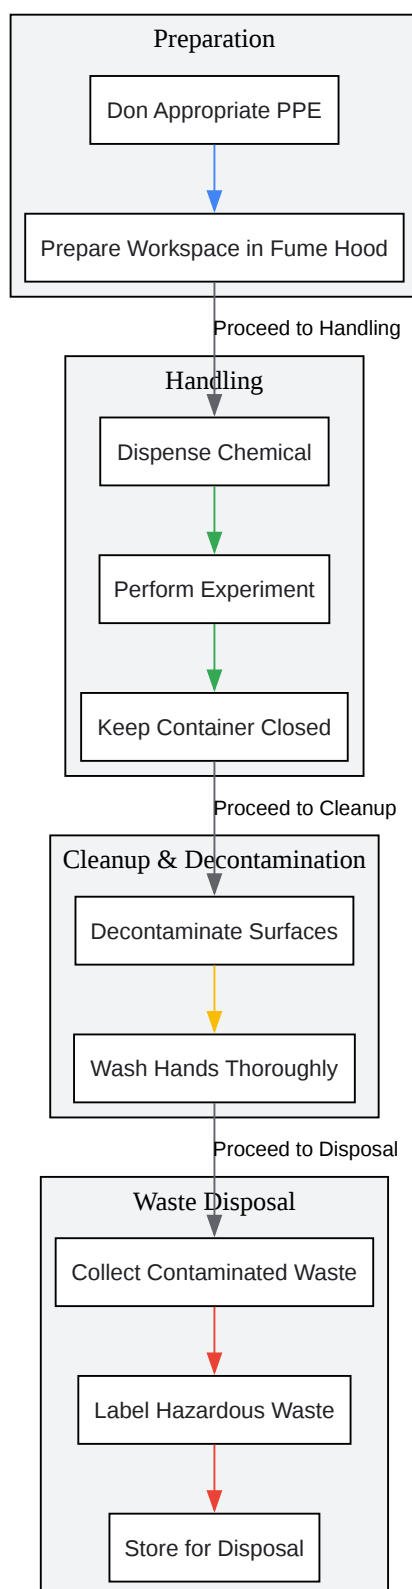 Preparation
Don Appropriate PPE
Prepare Workspace in Fume Hood
Proceed to Handling
Handling
Dispense Chemical
Perform Experiment
Keep Container Closed
Proceed to Cleanup
Cleanup & Decontamination
Decontaminate Surfaces
Wash Hands Thoroughly
Proceed to Disposal
Waste Disposal
Collect Contaminated Waste
Label Hazardous Waste
Store for Disposal